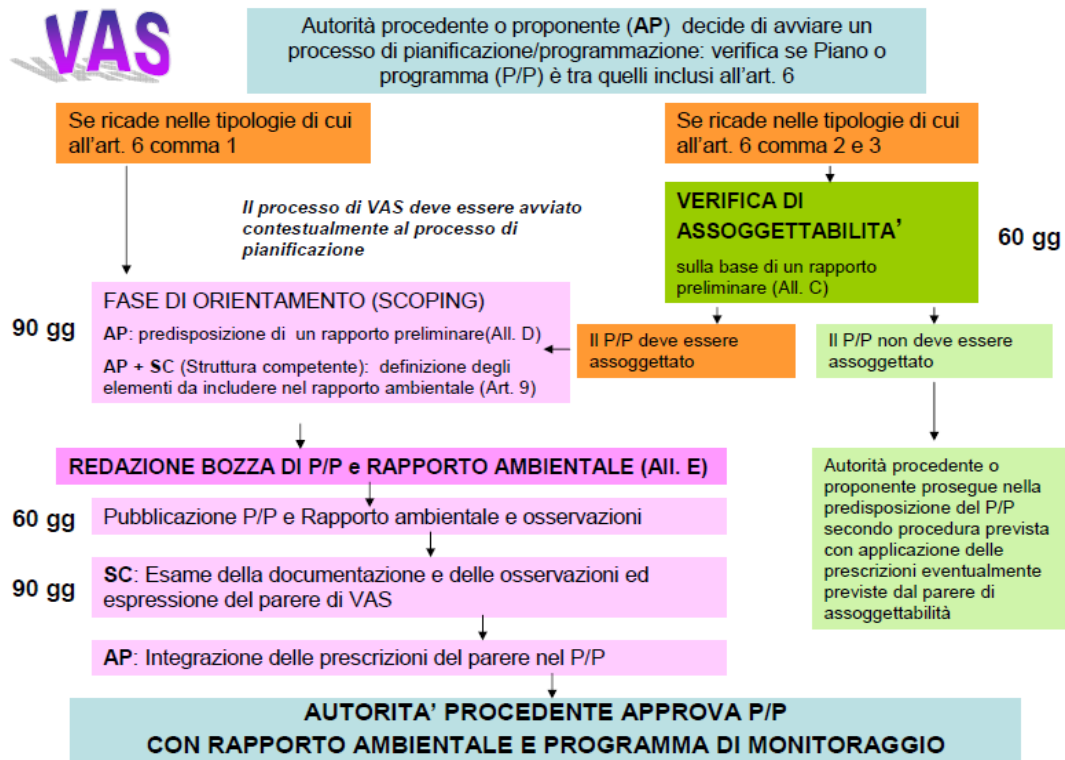 VAS
Autorità procedente o proponente (AP) decide di avviare un
processo di pianificazione/programmazione: verifica se Piano o
programma (P/P) è tra quelli inclusi all'art. 6
Se ricade nelle tipologie di cui
all'art. 6 comma 1
Se ricade nelle tipologie di cui
all'art. 6 comma 2 e 3
Il processo di VAS deve essere avviato
contestualmente al processo di
pianificazione
VERIFICA DI
ASSOGGETTABILITA'
sulla base di un rapporto
preliminare (All. C)
60 gg
90 gg
FASE DI ORIENTAMENTO (SCOPING)
AP: predisposizione di un rapporto preliminare(All. D)
AP + SC (Struttura competente): definizione degli
elementi da includere nel rapporto ambientale (Art. 9)
Il P/P deve essere
assoggettato
Il P/P non deve essere
assoggettato
REDAZIONE BOZZA DI P/P e RAPPORTO AMBIENTALE (All. E)
60 gg
Pubblicazione P/P e Rapporto ambientale e osservazioni
90 gg
SC: Esame della documentazione e delle osservazioni ed
espressione del parere di VAS
AP: Integrazione delle prescrizioni del parere nel P/P
Autorità procedente o
proponente prosegue nella
predisposizione del P/P
secondo procedura prevista
con applicazione delle
prescrizioni eventualmente
previste dal parere di
assoggettabilità
AUTORITA' PROCEDENTE APPROVA P/P
CON RAPPORTO AMBIENTALE E PROGRAMMA DI MONITORAGGIO